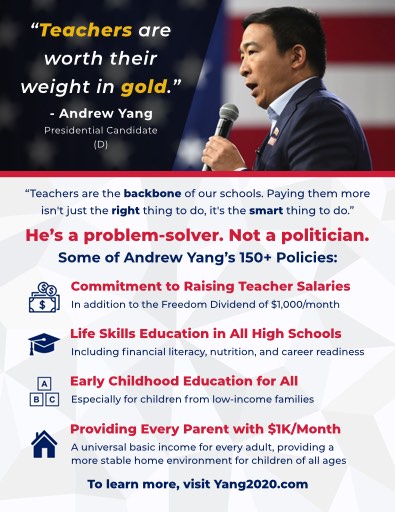 “Teachers are
worth their
weight in gold.”
- Andrew Yang
Presidential Candidate
(D)
“Teachers are the backbone of our schools. Paying them more
isn't just the right thing to do, it's the smart thing to do.”
He’s a problem-solver. Not a politician.
Some of Andrew Yang’s 150+ Policies:
Commitment to Raising Teacher Salaries
In addition to the Freedom Dividend of $1,000/month
Life Skills Education in All High Schools
Including financial literacy, nutrition, and career readiness
A
B C
Early Childhood Education for All
Especially for children from low-income families
Providing Every Parent with $1K/Month
A universal basic income for every adult, providing a
more stable home environment for children of all ages
To learn more, visit Yang2020.com